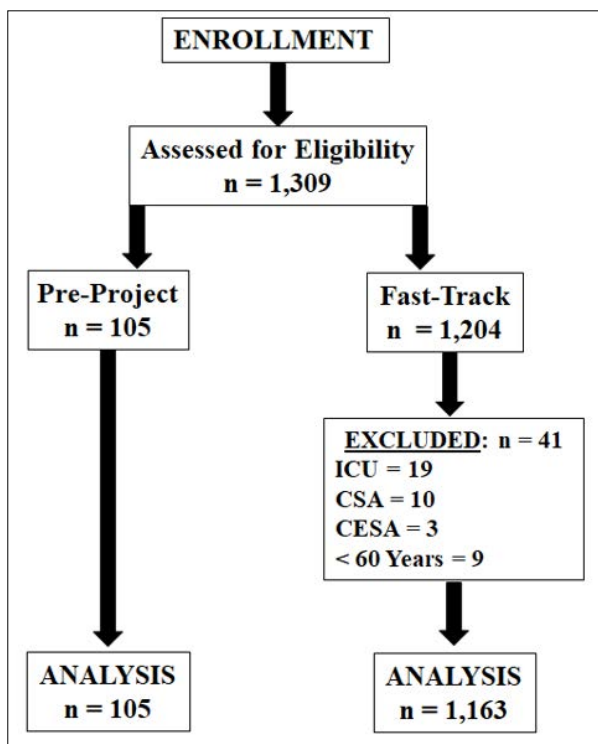 ENROLLMENT
Assessed for Eligibility
n = 1,309
Pre-Project
n = 105
Fast-Track
n = 1,204
EXCLUDED: n = 41
ICU = 19
CSA = 10
CESA = 3
< 60 Years = 9
ANALYSIS
n = 105
ANALYSIS
n = 1,163